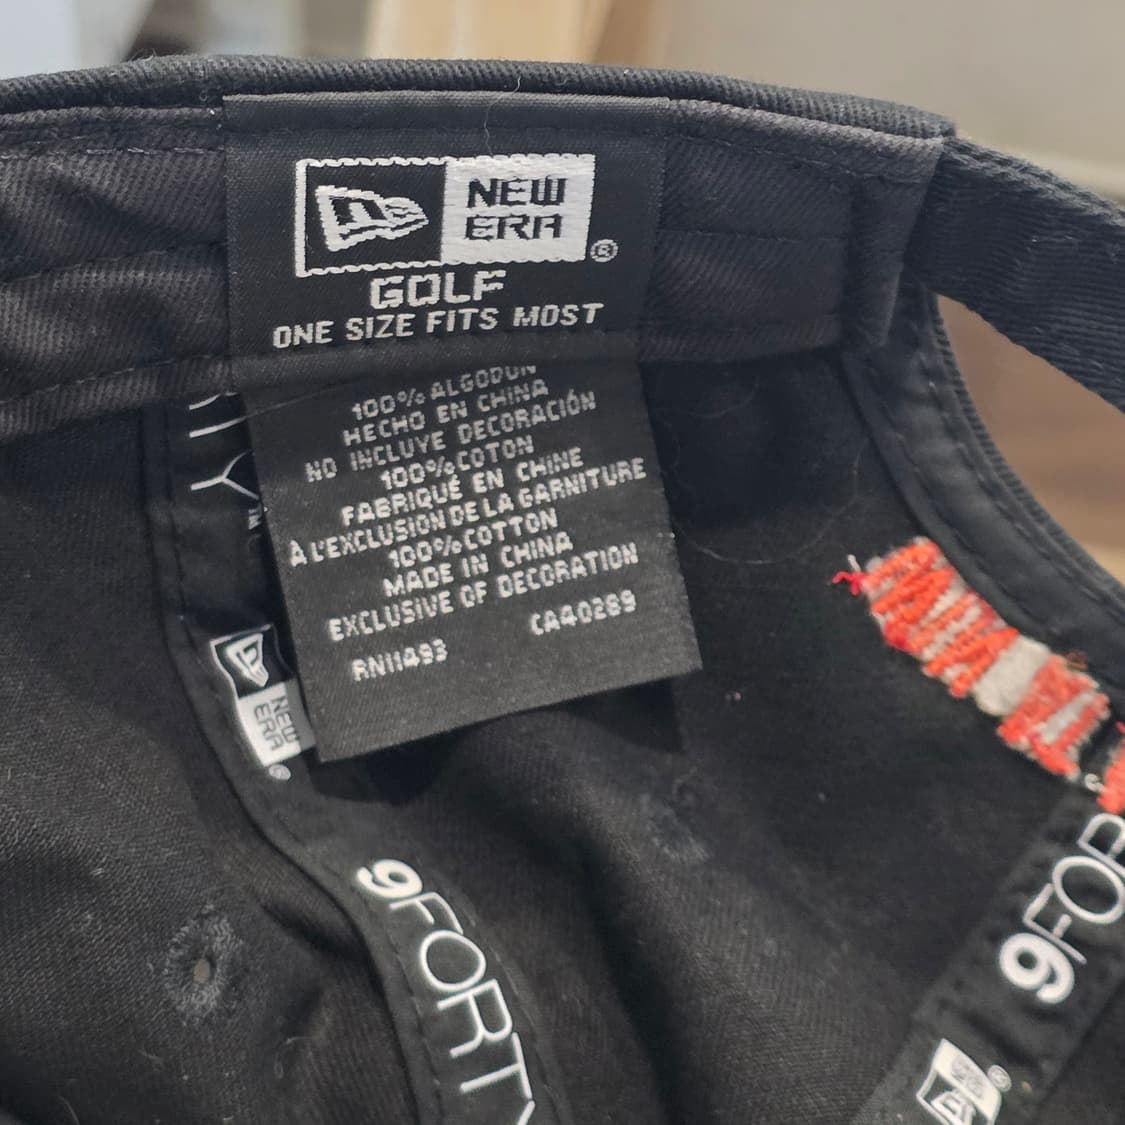 NEW
ERA
®
GOLF
ONE SIZE FITS MOST
100% ALGODON
HECHO EN CHINA
NO INCLUYE DECORACIÓN
100% COTON
FABRIQUÉ EN CHINE
À L'EXCLUSION DE LA GARNITURE
100% COTTON
MADE IN CHINA
EXCLUSIVE OF DECORATION
RN11493 CA40289
TY
NEW
ERA
®
9FORTY
9FOR
®